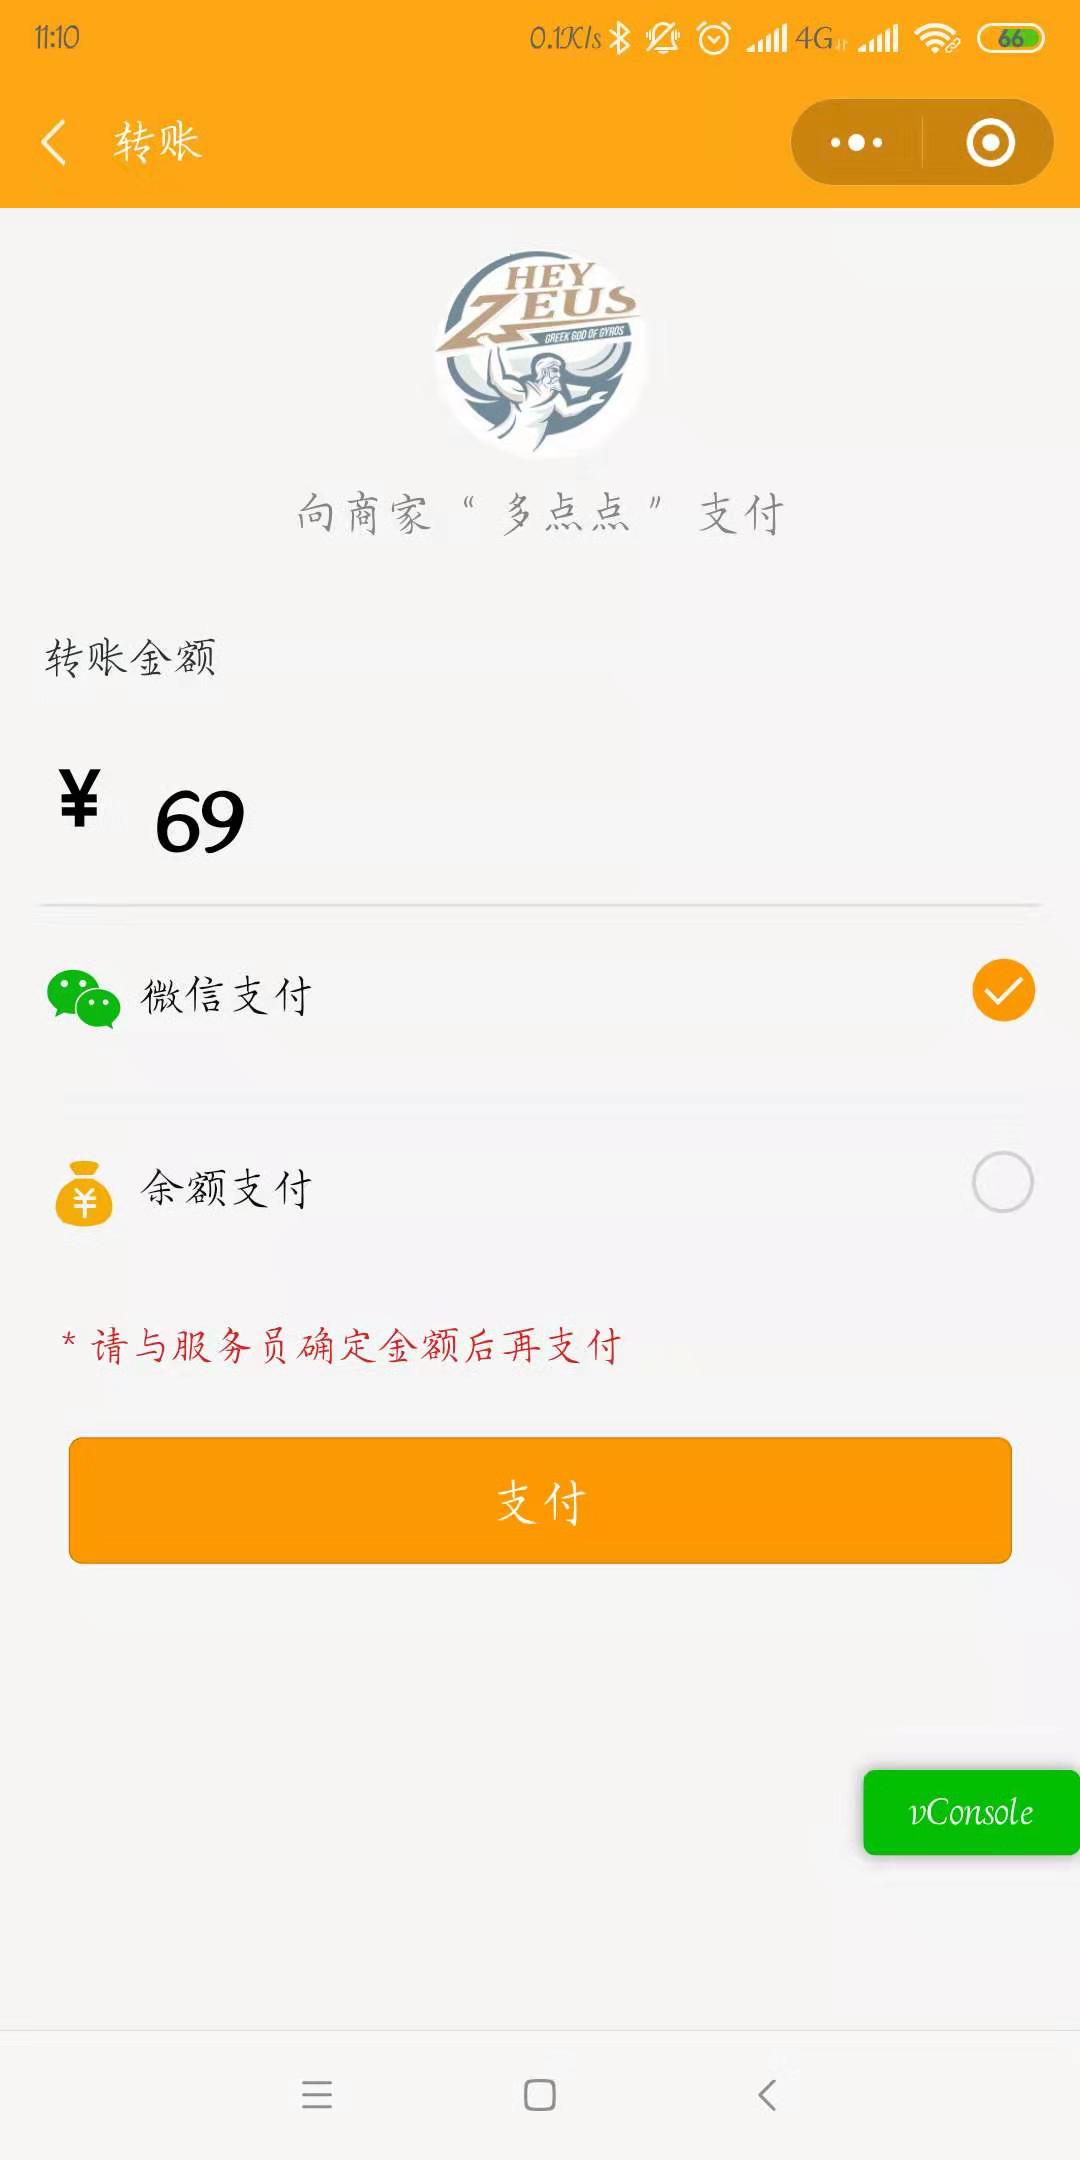 11:10 0.1K/s 4G 66
转账
HEY
ZEUS
GREEK GOD OF GYROS
向商家 “ 多点点 ” 支付
转账金额
¥ 69
微信支付
¥ 余额支付
* 请与服务员确定金额后再支付
支付
vConsole